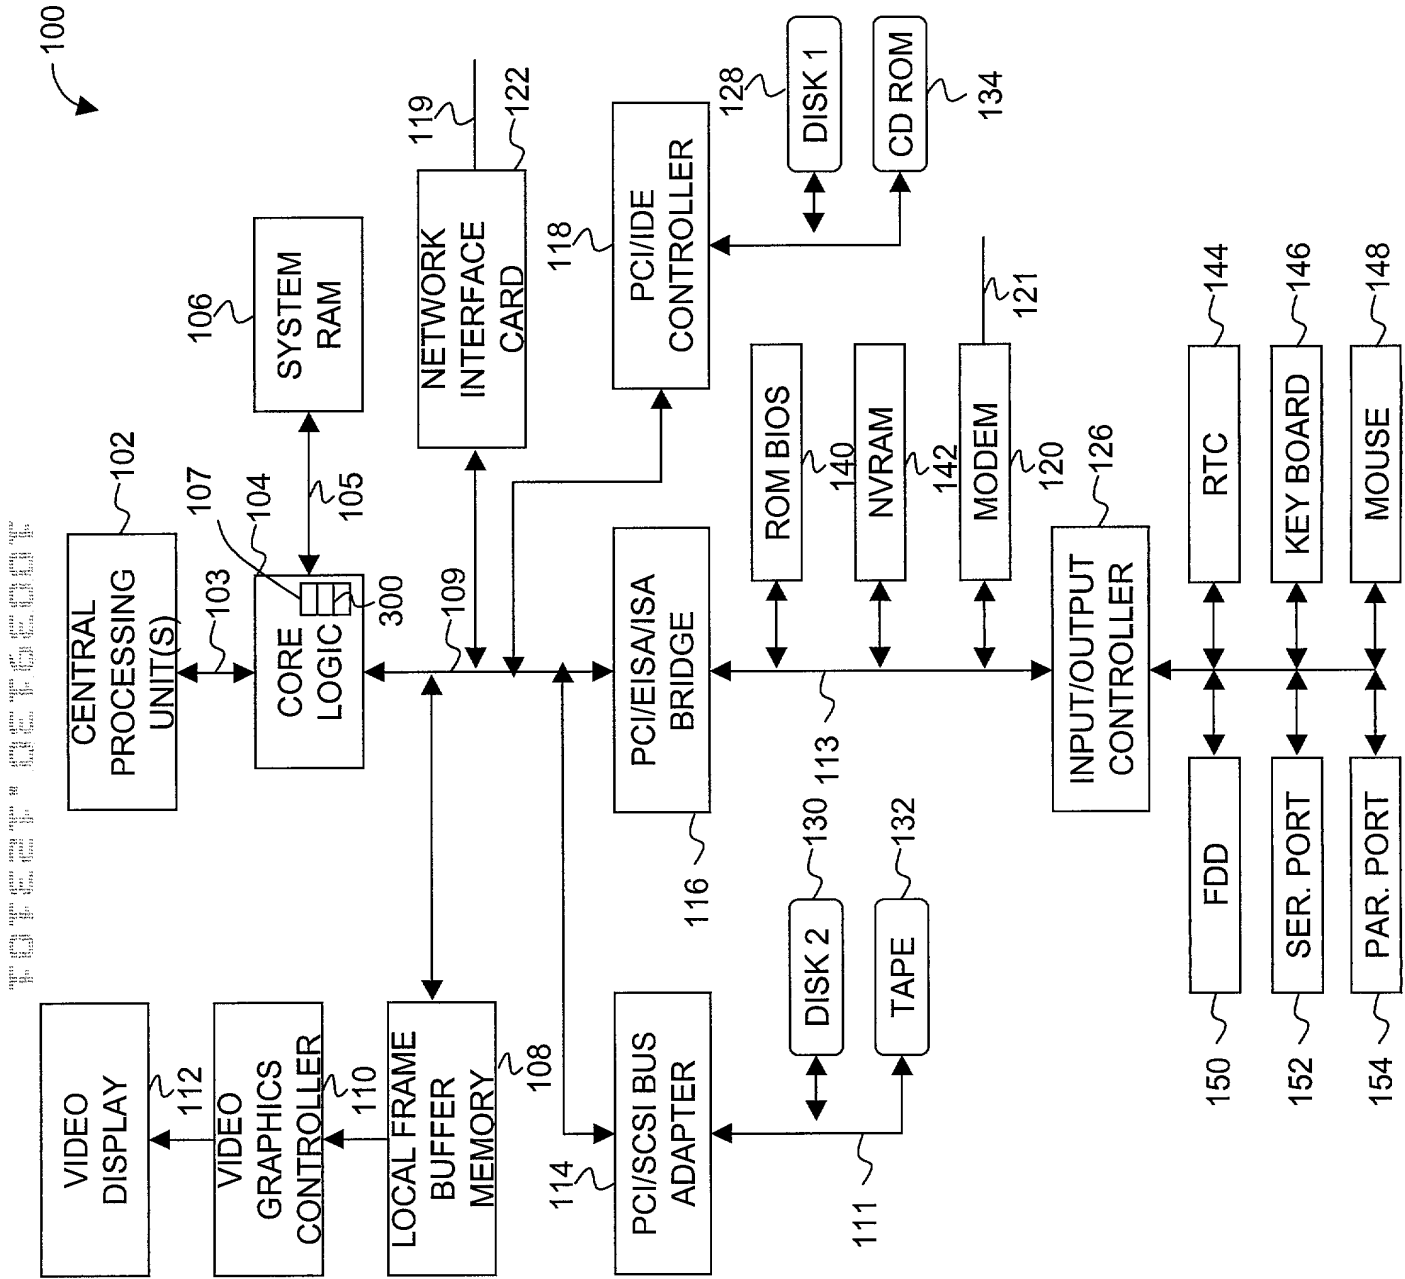 100
CENTRAL
PROCESSING
UNIT(S)
102
103
107
104
CORE
LOGIC
300
105
106
SYSTEM
RAM
109
119
NETWORK
INTERFACE
CARD
122
VIDEO
DISPLAY
112
VIDEO
GRAPHICS
CONTROLLER
110
LOCAL FRAME
BUFFER
MEMORY
108
114
PCI/SCSI BUS
ADAPTER
PCI/EISA/ISA
BRIDGE
116
118
PCI/IDE
CONTROLLER
128
DISK 1
CD ROM
134
130
DISK 2
132
TAPE
111
113
ROM BIOS
140
NVRAM
142
MODEM
120
121
126
INPUT/OUTPUT
CONTROLLER
RTC
144
KEY BOARD
146
MOUSE
148
FDD
150
SER. PORT
152
PAR. PORT
154